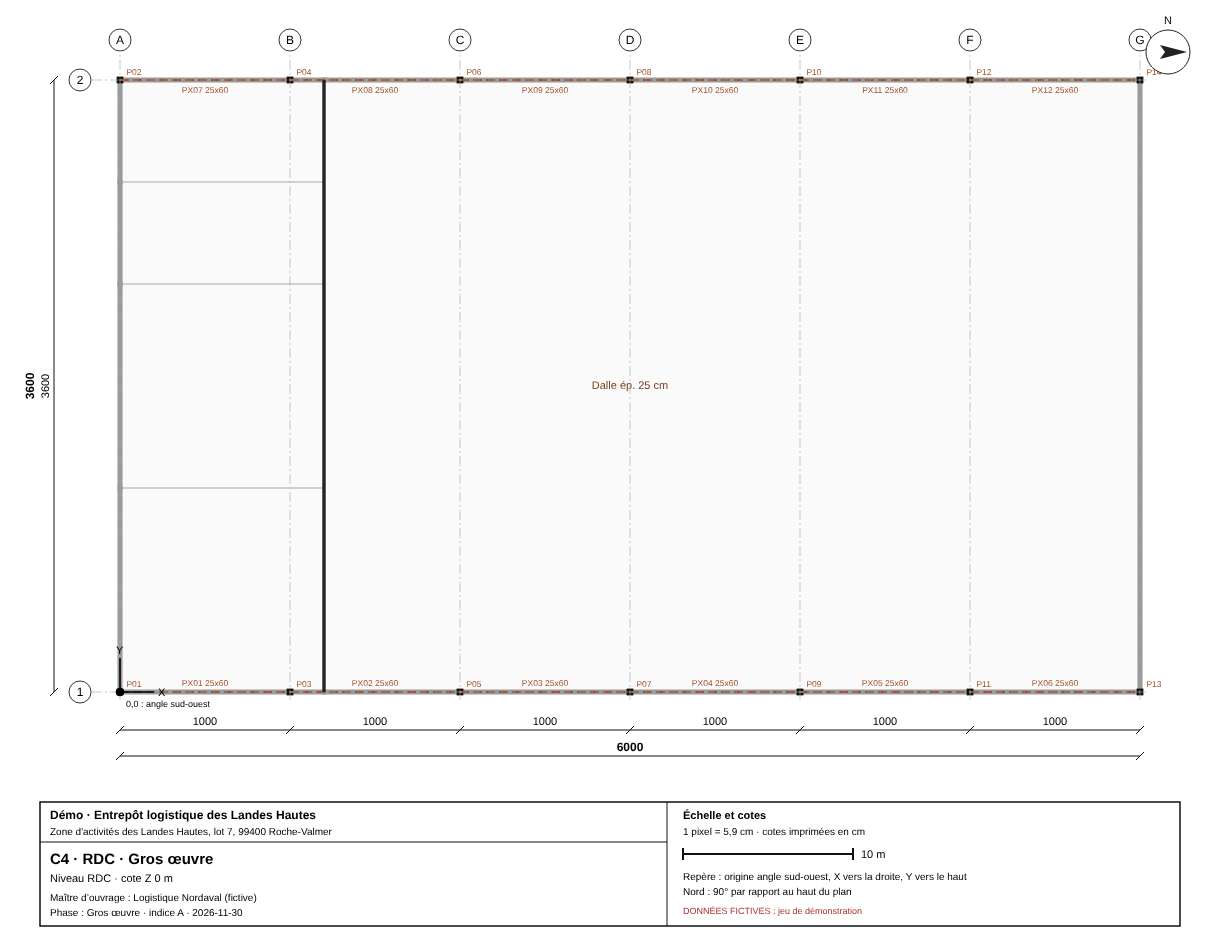 N
A B C D E F G
2
P02 P04 P06 P08 P10 P12 P14
PX07 25x60 PX08 25x60 PX09 25x60 PX10 25x60 PX11 25x60 PX12 25x60
3600
3600
Dalle ép. 25 cm
Y
P01 PX01 25x60 P03 PX02 25x60 P05 PX03 25x60 P07 PX04 25x60 P09 PX05 25x60 P11 PX06 25x60 P13
1
X
0,0 : angle sud-ouest
1000 1000 1000 1000 1000 1000
6000
Démo · Entrepôt logistique des Landes Hautes
Zone d'activités des Landes Hautes, lot 7, 99400 Roche-Valmer
C4 · RDC · Gros œuvre
Niveau RDC · cote Z 0 m
Maître d'ouvrage : Logistique Nordaval (fictive)
Phase : Gros œuvre · indice A · 2026-11-30
Échelle et cotes
1 pixel = 5,9 cm · cotes imprimées en cm
10 m
Repère : origine angle sud-ouest, X vers la droite, Y vers le haut
Nord : 90° par rapport au haut du plan
DONNÉES FICTIVES : jeu de démonstration